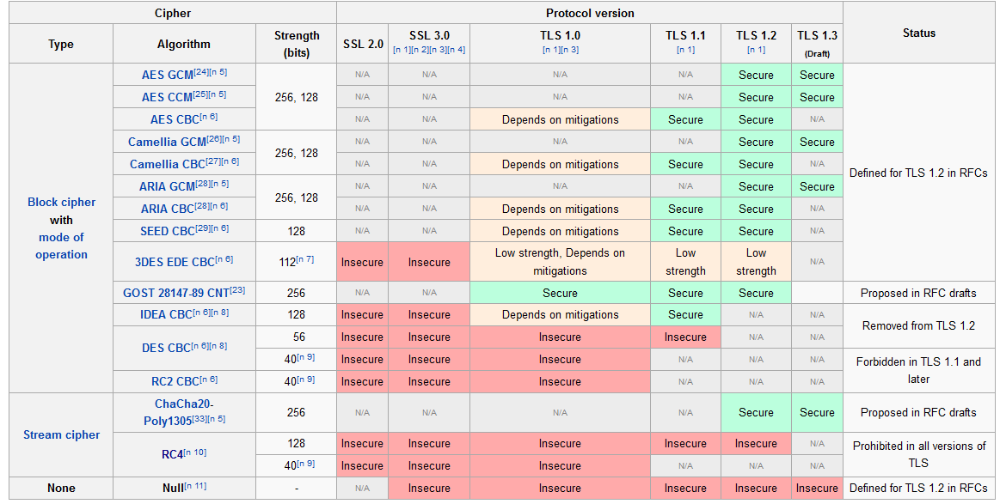 Cipher Protocol version Status
Type Algorithm Strength (bits) SSL 2.0 SSL 3.0 [n 1][n 2][n 3][n 4] TLS 1.0 [n 1][n 3] TLS 1.1 [n 1] TLS 1.2 [n 1] TLS 1.3 (Draft)
Block cipher with mode of operation AES GCM[24][n 5] 256, 128 N/A N/A N/A N/A Secure Secure Defined for TLS 1.2 in RFCs
AES CCM[25][n 5] N/A N/A N/A N/A Secure Secure
AES CBC[n 6] N/A N/A Depends on mitigations Secure Secure N/A
Camellia GCM[26][n 5] 256, 128 N/A N/A N/A N/A Secure Secure
Camellia CBC[27][n 6] N/A N/A Depends on mitigations Secure Secure N/A
ARIA GCM[28][n 5] 256, 128 N/A N/A N/A N/A Secure Secure
ARIA CBC[28][n 6] N/A N/A Depends on mitigations Secure Secure N/A
SEED CBC[29][n 6] 128 N/A N/A Depends on mitigations Secure Secure N/A
3DES EDE CBC[n 6] 112[n 7] Insecure Insecure Low strength, Depends on mitigations Low strength Low strength N/A
GOST 28147-89 CNT[23] 256 N/A N/A Secure Secure Secure Proposed in RFC drafts
IDEA CBC[n 6][n 8] 128 Insecure Insecure Depends on mitigations Secure N/A N/A Removed from TLS 1.2
DES CBC[n 6][n 8] 56 Insecure Insecure Insecure Insecure N/A N/A
40[n 9] Insecure Insecure Insecure N/A N/A N/A Forbidden in TLS 1.1 and later
RC2 CBC[n 6] 40[n 9] Insecure Insecure Insecure N/A N/A N/A
Stream cipher ChaCha20-Poly1305[33][n 5] 256 N/A N/A N/A N/A Secure Secure Proposed in RFC drafts
RC4[n 10] 128 Insecure Insecure Insecure Insecure Insecure N/A Prohibited in all versions of TLS
40[n 9] Insecure Insecure Insecure N/A N/A N/A
None Null[n 11] - N/A Insecure Insecure Insecure Insecure Insecure Defined for TLS 1.2 in RFCs